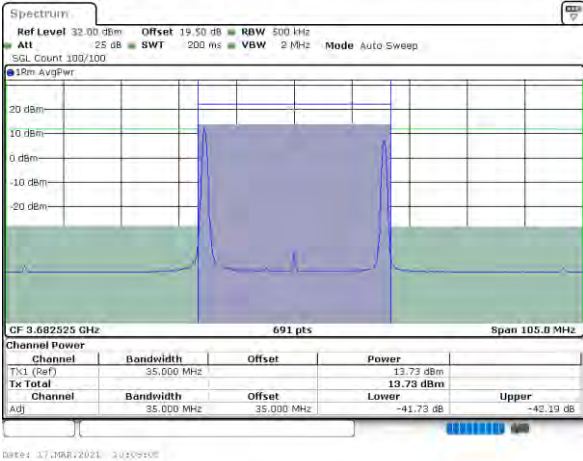 Spectrum
Ref Level 32.00 dBm Offset 19.50 dB RBW 500 kHz
Att 25 dB SWT 200 ms VBW 2 MHz Mode Auto Sweep
SGL Count 100/100
1Rm AvgPwr
20 dBm
10 dBm
0 dBm
-10 dBm
-20 dBm
CF 3.682525 GHz 691 pts Span 105.0 MHz
Channel Power
Channel Bandwidth Offset Power
TX1 (Ref) 35.000 MHz 13.73 dBm
Tx Total 13.73 dBm
Channel Bandwidth Offset Lower Upper
Adj 35.000 MHz 35.000 MHz -41.73 dB -42.19 dB
Date: 17.MAR.2021